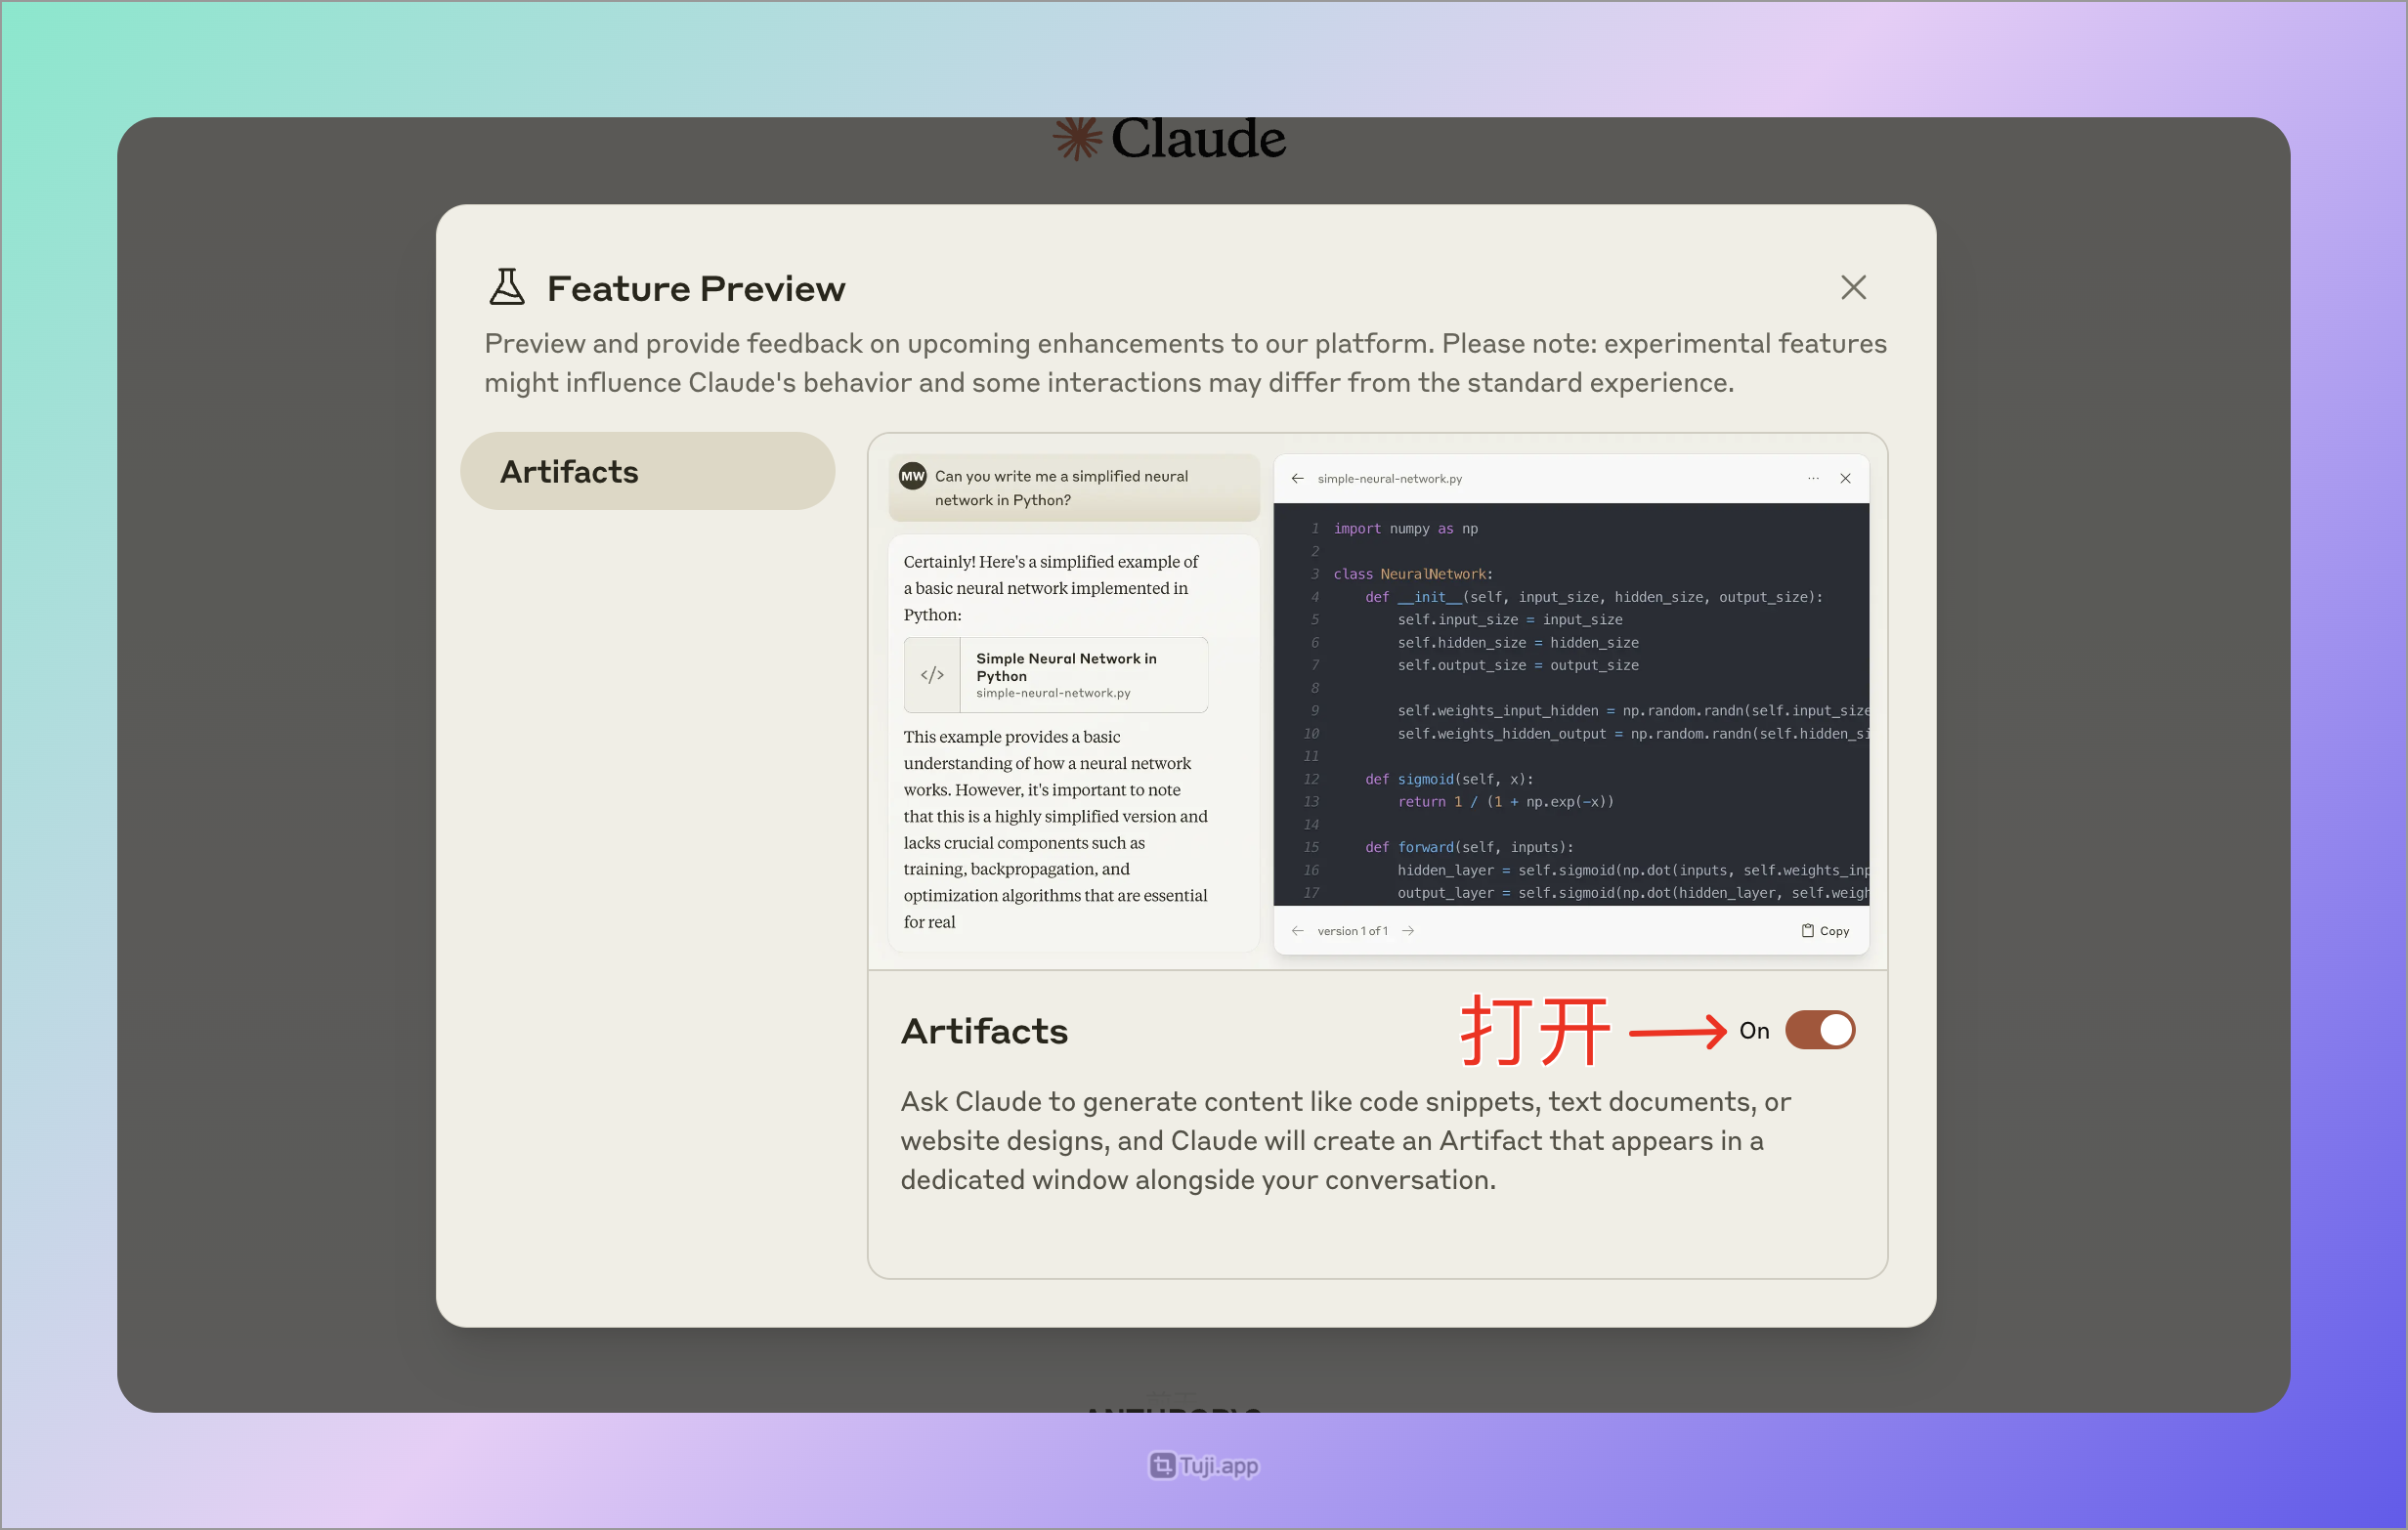 Claude
Feature Preview
Preview and provide feedback on upcoming enhancements to our platform. Please note: experimental features
might influence Claude's behavior and some interactions may differ from the standard experience.
Artifacts
MW
Can you write me a simplified neural
network in Python?
Certainly! Here's a simplified example of
a basic neural network implemented in
Python:
</>
Simple Neural Network in
Python
simple-neural-network.py
This example provides a basic
understanding of how a neural network
works. However, it's important to note
that this is a highly simplified version and
lacks crucial components such as
training, backpropagation, and
optimization algorithms that are essential
for real
simple-neural-network.py
1 import numpy as np
2
3 class NeuralNetwork:
4 def __init__(self, input_size, hidden_size, output_size):
5 self.input_size = input_size
6 self.hidden_size = hidden_size
7 self.output_size = output_size
8
9 self.weights_input_hidden = np.random.randn(self.input_size
10 self.weights_hidden_output = np.random.randn(self.hidden_si
11
12 def sigmoid(self, x):
13 return 1 / (1 + np.exp(-x))
14
15 def forward(self, inputs):
16 hidden_layer = self.sigmoid(np.dot(inputs, self.weights_inp
17 output_layer = self.sigmoid(np.dot(hidden_layer, self.weigh
version 1 of 1
Copy
Artifacts
打开
On
Ask Claude to generate content like code snippets, text documents, or
website designs, and Claude will create an Artifact that appears in a
dedicated window alongside your conversation.
Tuji.app